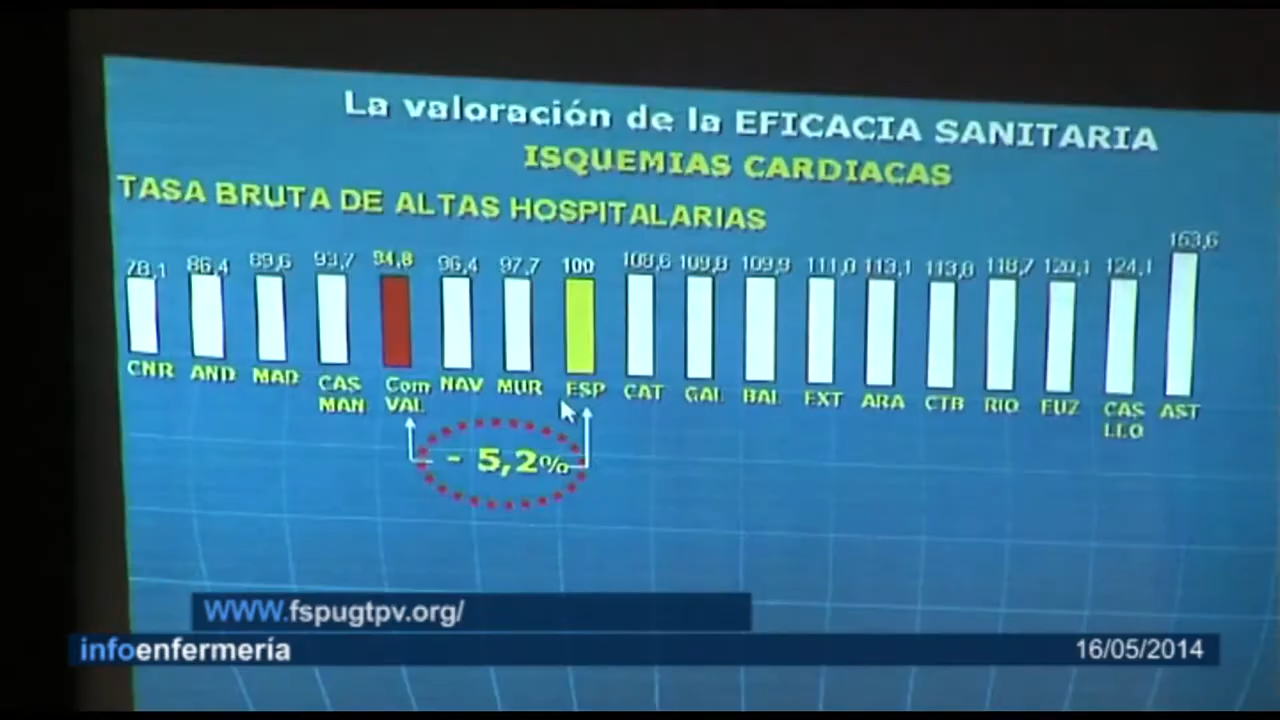 La valoración de la EFICACIA SANITARIA
ISQUEMIAS CARDIACAS
TASA BRUTA DE ALTAS HOSPITALARIAS
78,1 86,4 89,6 93,7 94,8 96,4 97,7 100 108,6 109,8 109,9 111,0 113,1 113,8 118,7 120,1 124,1 153,6
CNR AND MAD CAS MAN Com VAL NAV MUR ESP CAT GAL BAL EXT ARA CTB RIO EUZ CAS LEO AST
- 5,2%
WWW.fspugtpv.org/
infoenfermería 16/05/2014